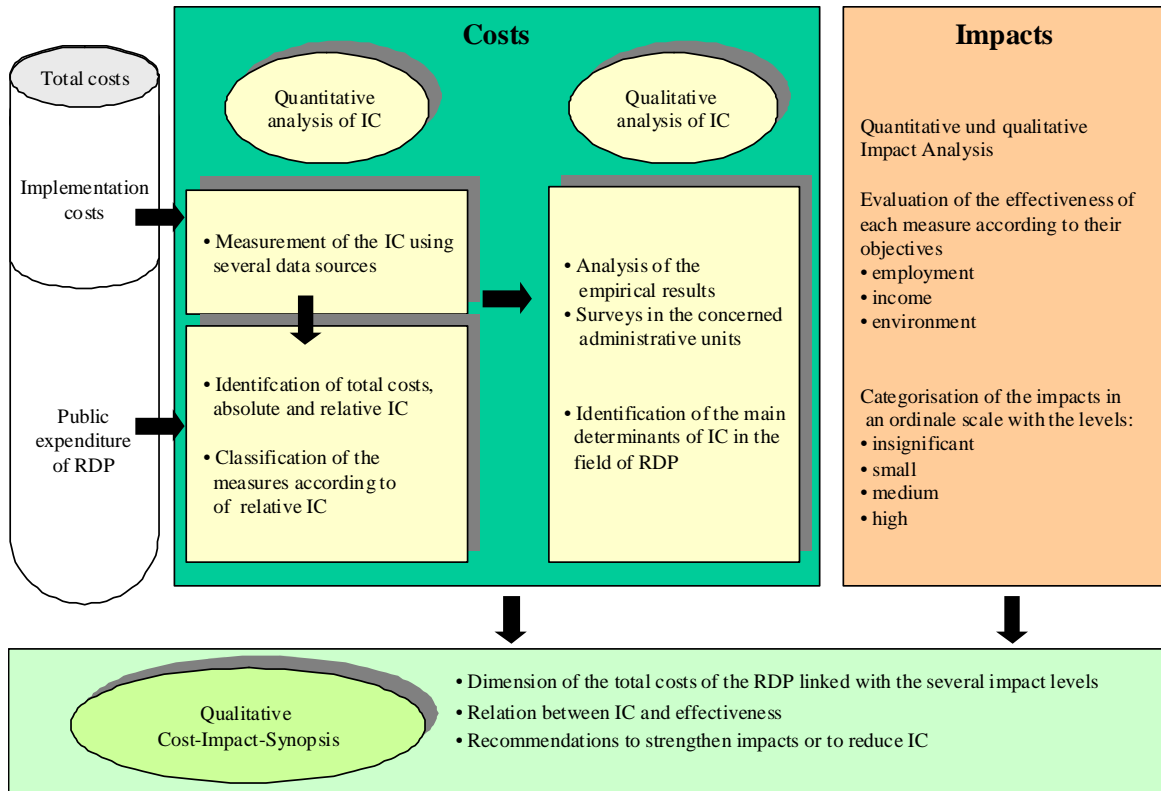 Costs
Impacts
Total costs
Implementation
costs
Public
expenditure
of RDP
Quantitative
analysis of IC
Qualitative
analysis of IC
• Measurement of the IC using
several data sources
• Identifcation of total costs,
absolute and relative IC
• Classification of the
measures according to
of relative IC
• Analysis of the
empirical results
• Surveys in the concerned
administrative units
• Identification of the main
determinants of IC in the
field of RDP
Quantitative und qualitative
Impact Analysis
Evaluation of the effectiveness of
each measure according to their
objectives
• employment
• income
• environment
Categorisation of the impacts in
an ordinale scale with the levels:
• insignificant
• small
• medium
• high
Qualitative
Cost-Impact-Synopsis
• Dimension of the total costs of the RDP linked with the several impact levels
• Relation between IC and effectiveness
• Recommendations to strengthen impacts or to reduce IC